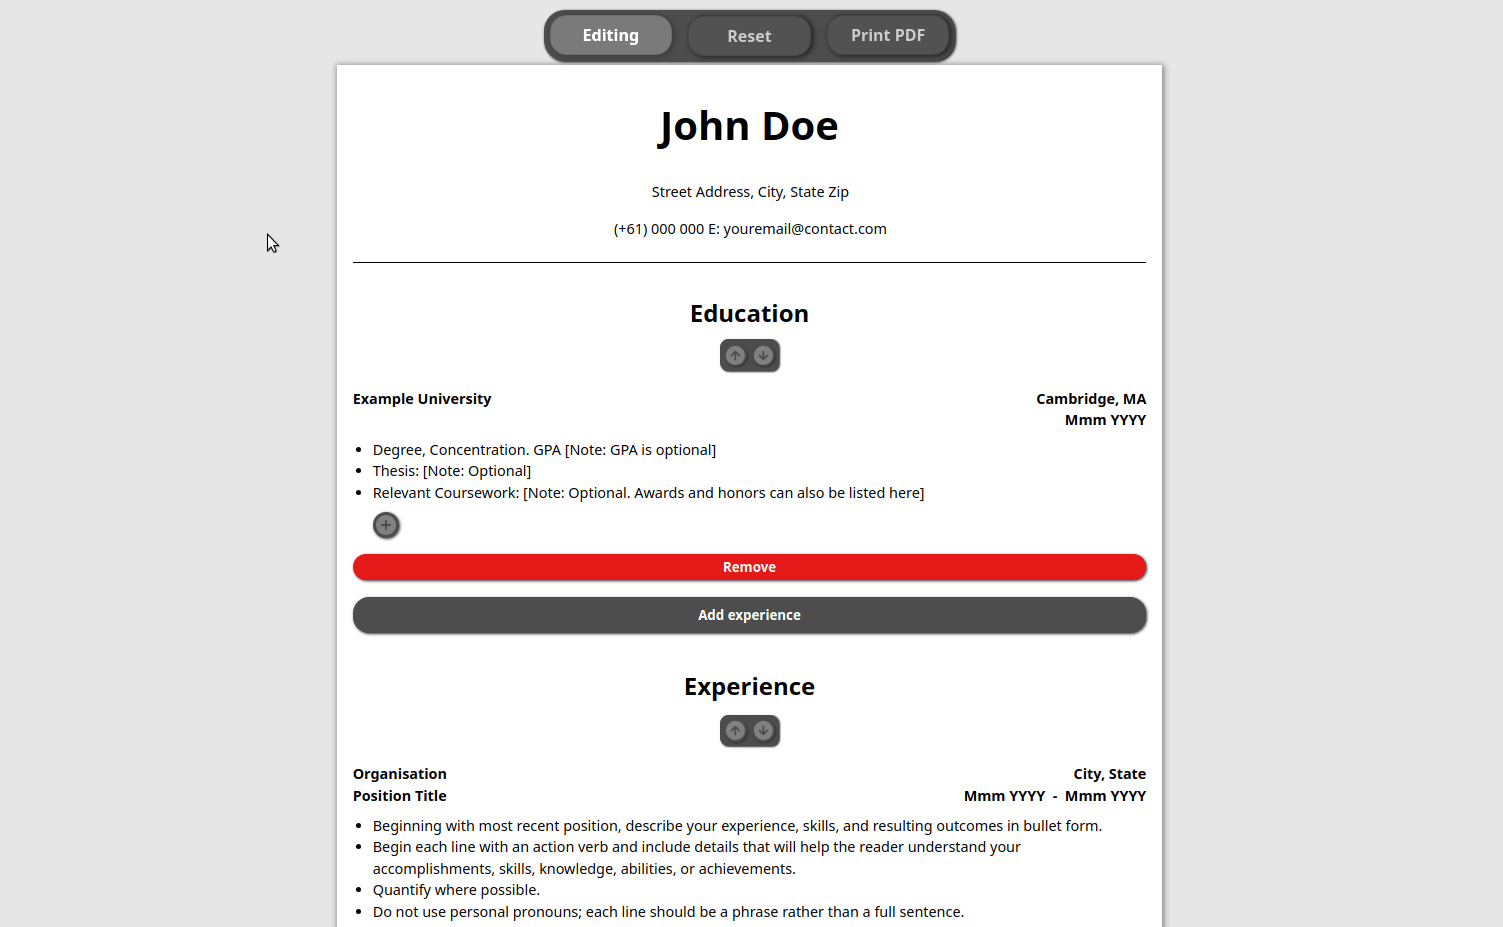 Editing Reset Print PDF
John Doe
Street Address, City, State Zip
(+61) 000 000 E: youremail@contact.com
Education
Example University Cambridge, MA
Mmm YYYY
Degree, Concentration. GPA [Note: GPA is optional]
Thesis: [Note: Optional]
Relevant Coursework: [Note: Optional. Awards and honors can also be listed here]
Remove
Add experience
Experience
Organisation City, State
Position Title Mmm YYYY - Mmm YYYY
Beginning with most recent position, describe your experience, skills, and resulting outcomes in bullet form.
Begin each line with an action verb and include details that will help the reader understand your
accomplishments, skills, knowledge, abilities, or achievements.
Quantify where possible.
Do not use personal pronouns; each line should be a phrase rather than a full sentence.